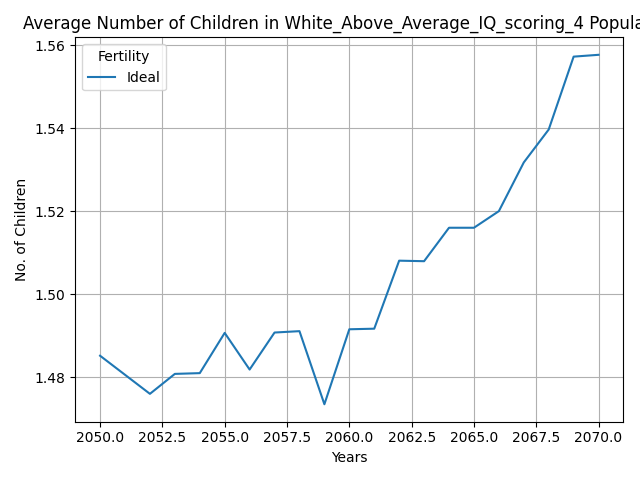 Average Number of Children in White_Above_Average_IQ_scoring_4 Popula
Fertility
Ideal
1.56
1.54
1.52
1.50
1.48
No. of Children
2050.0 2052.5 2055.0 2057.5 2060.0 2062.5 2065.0 2067.5 2070.0
Years